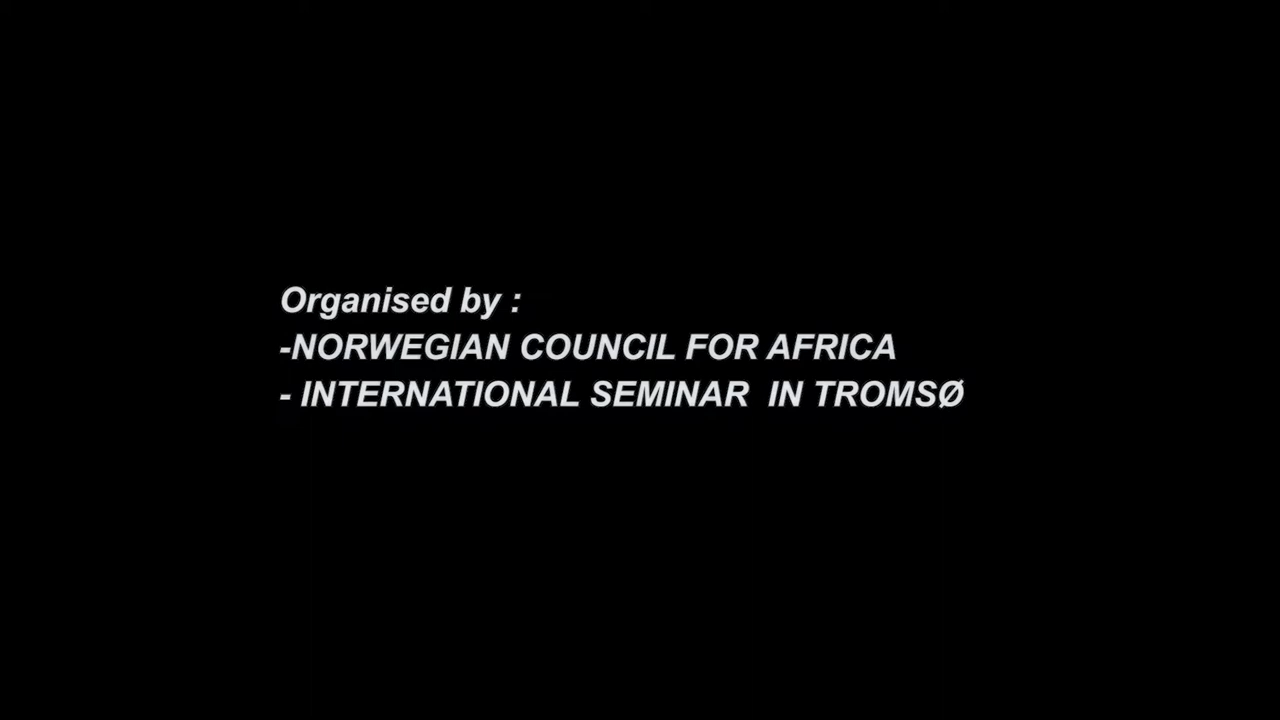 Organised by :
-NORWEGIAN COUNCIL FOR AFRICA
- INTERNATIONAL SEMINAR  IN TROMSØ